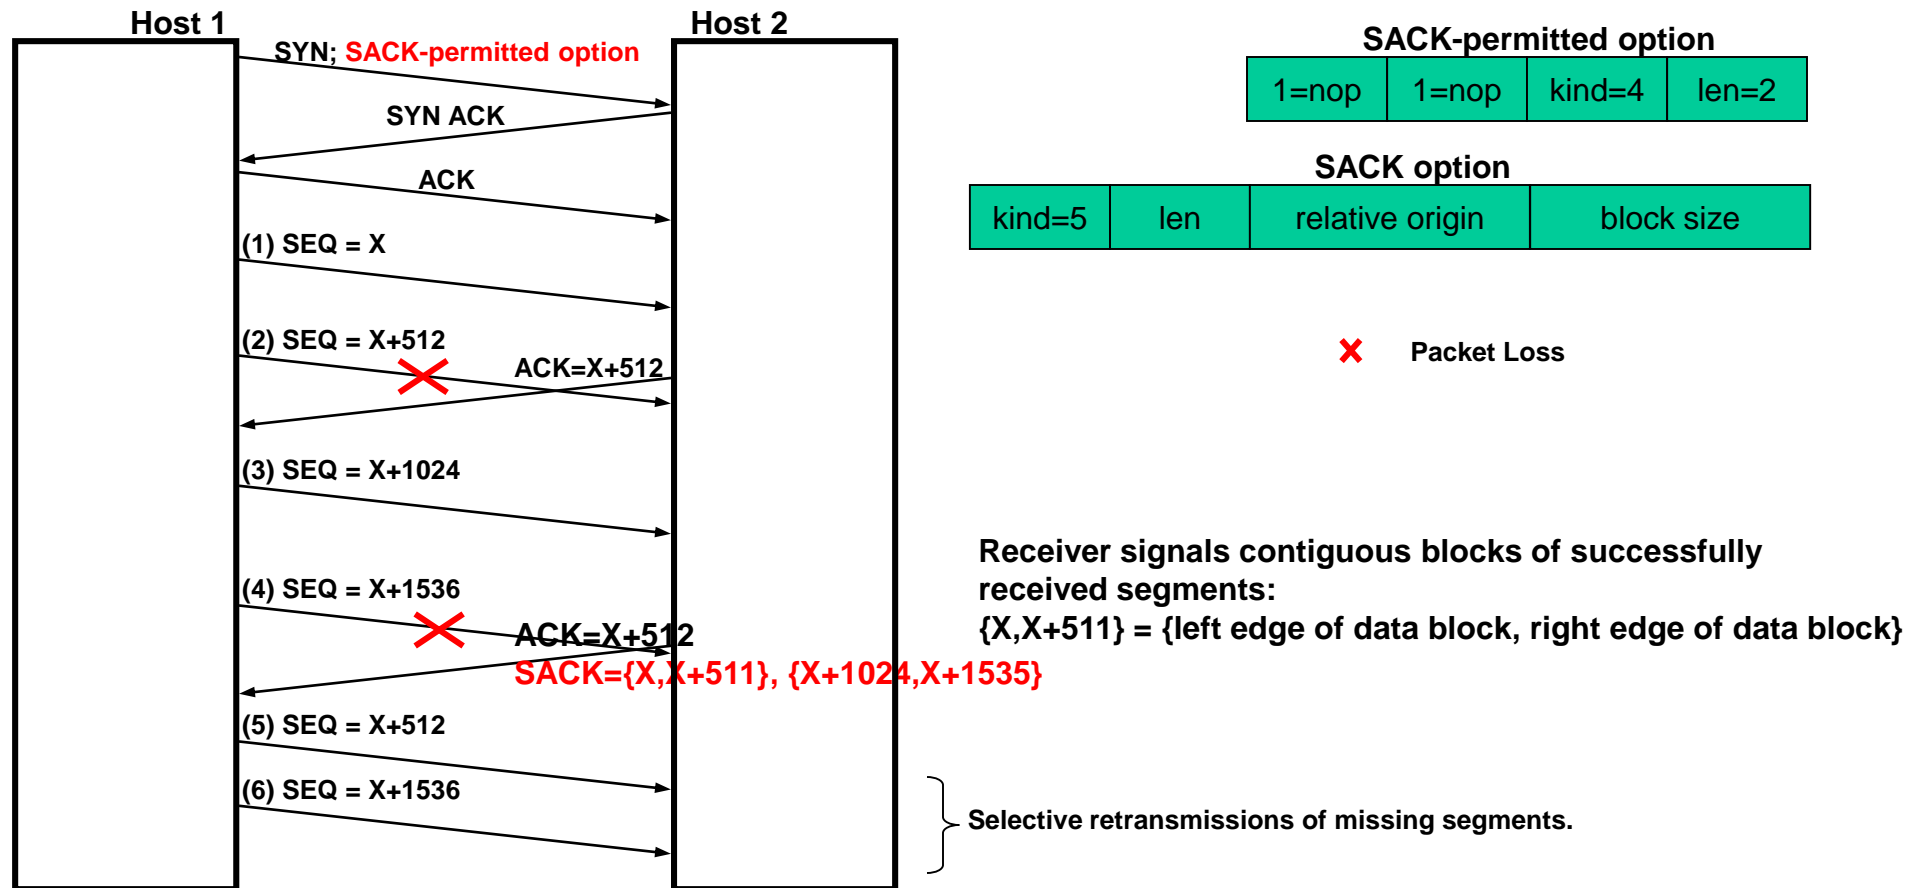 Host 1
Host 2
SYN; SACK-permitted option
SYN ACK
ACK
(1) SEQ = X
(2) SEQ = X+512
ACK=X+512
(3) SEQ = X+1024
(4) SEQ = X+1536
ACK=X+512
SACK={X,X+511}, {X+1024,X+1535}
(5) SEQ = X+512
(6) SEQ = X+1536
SACK-permitted option
1=nop 1=nop kind=4 len=2
SACK option
kind=5 len relative origin block size
Packet Loss
Receiver signals contiguous blocks of successfully
received segments:
{X,X+511} = {left edge of data block, right edge of data block}
Selective retransmissions of missing segments.